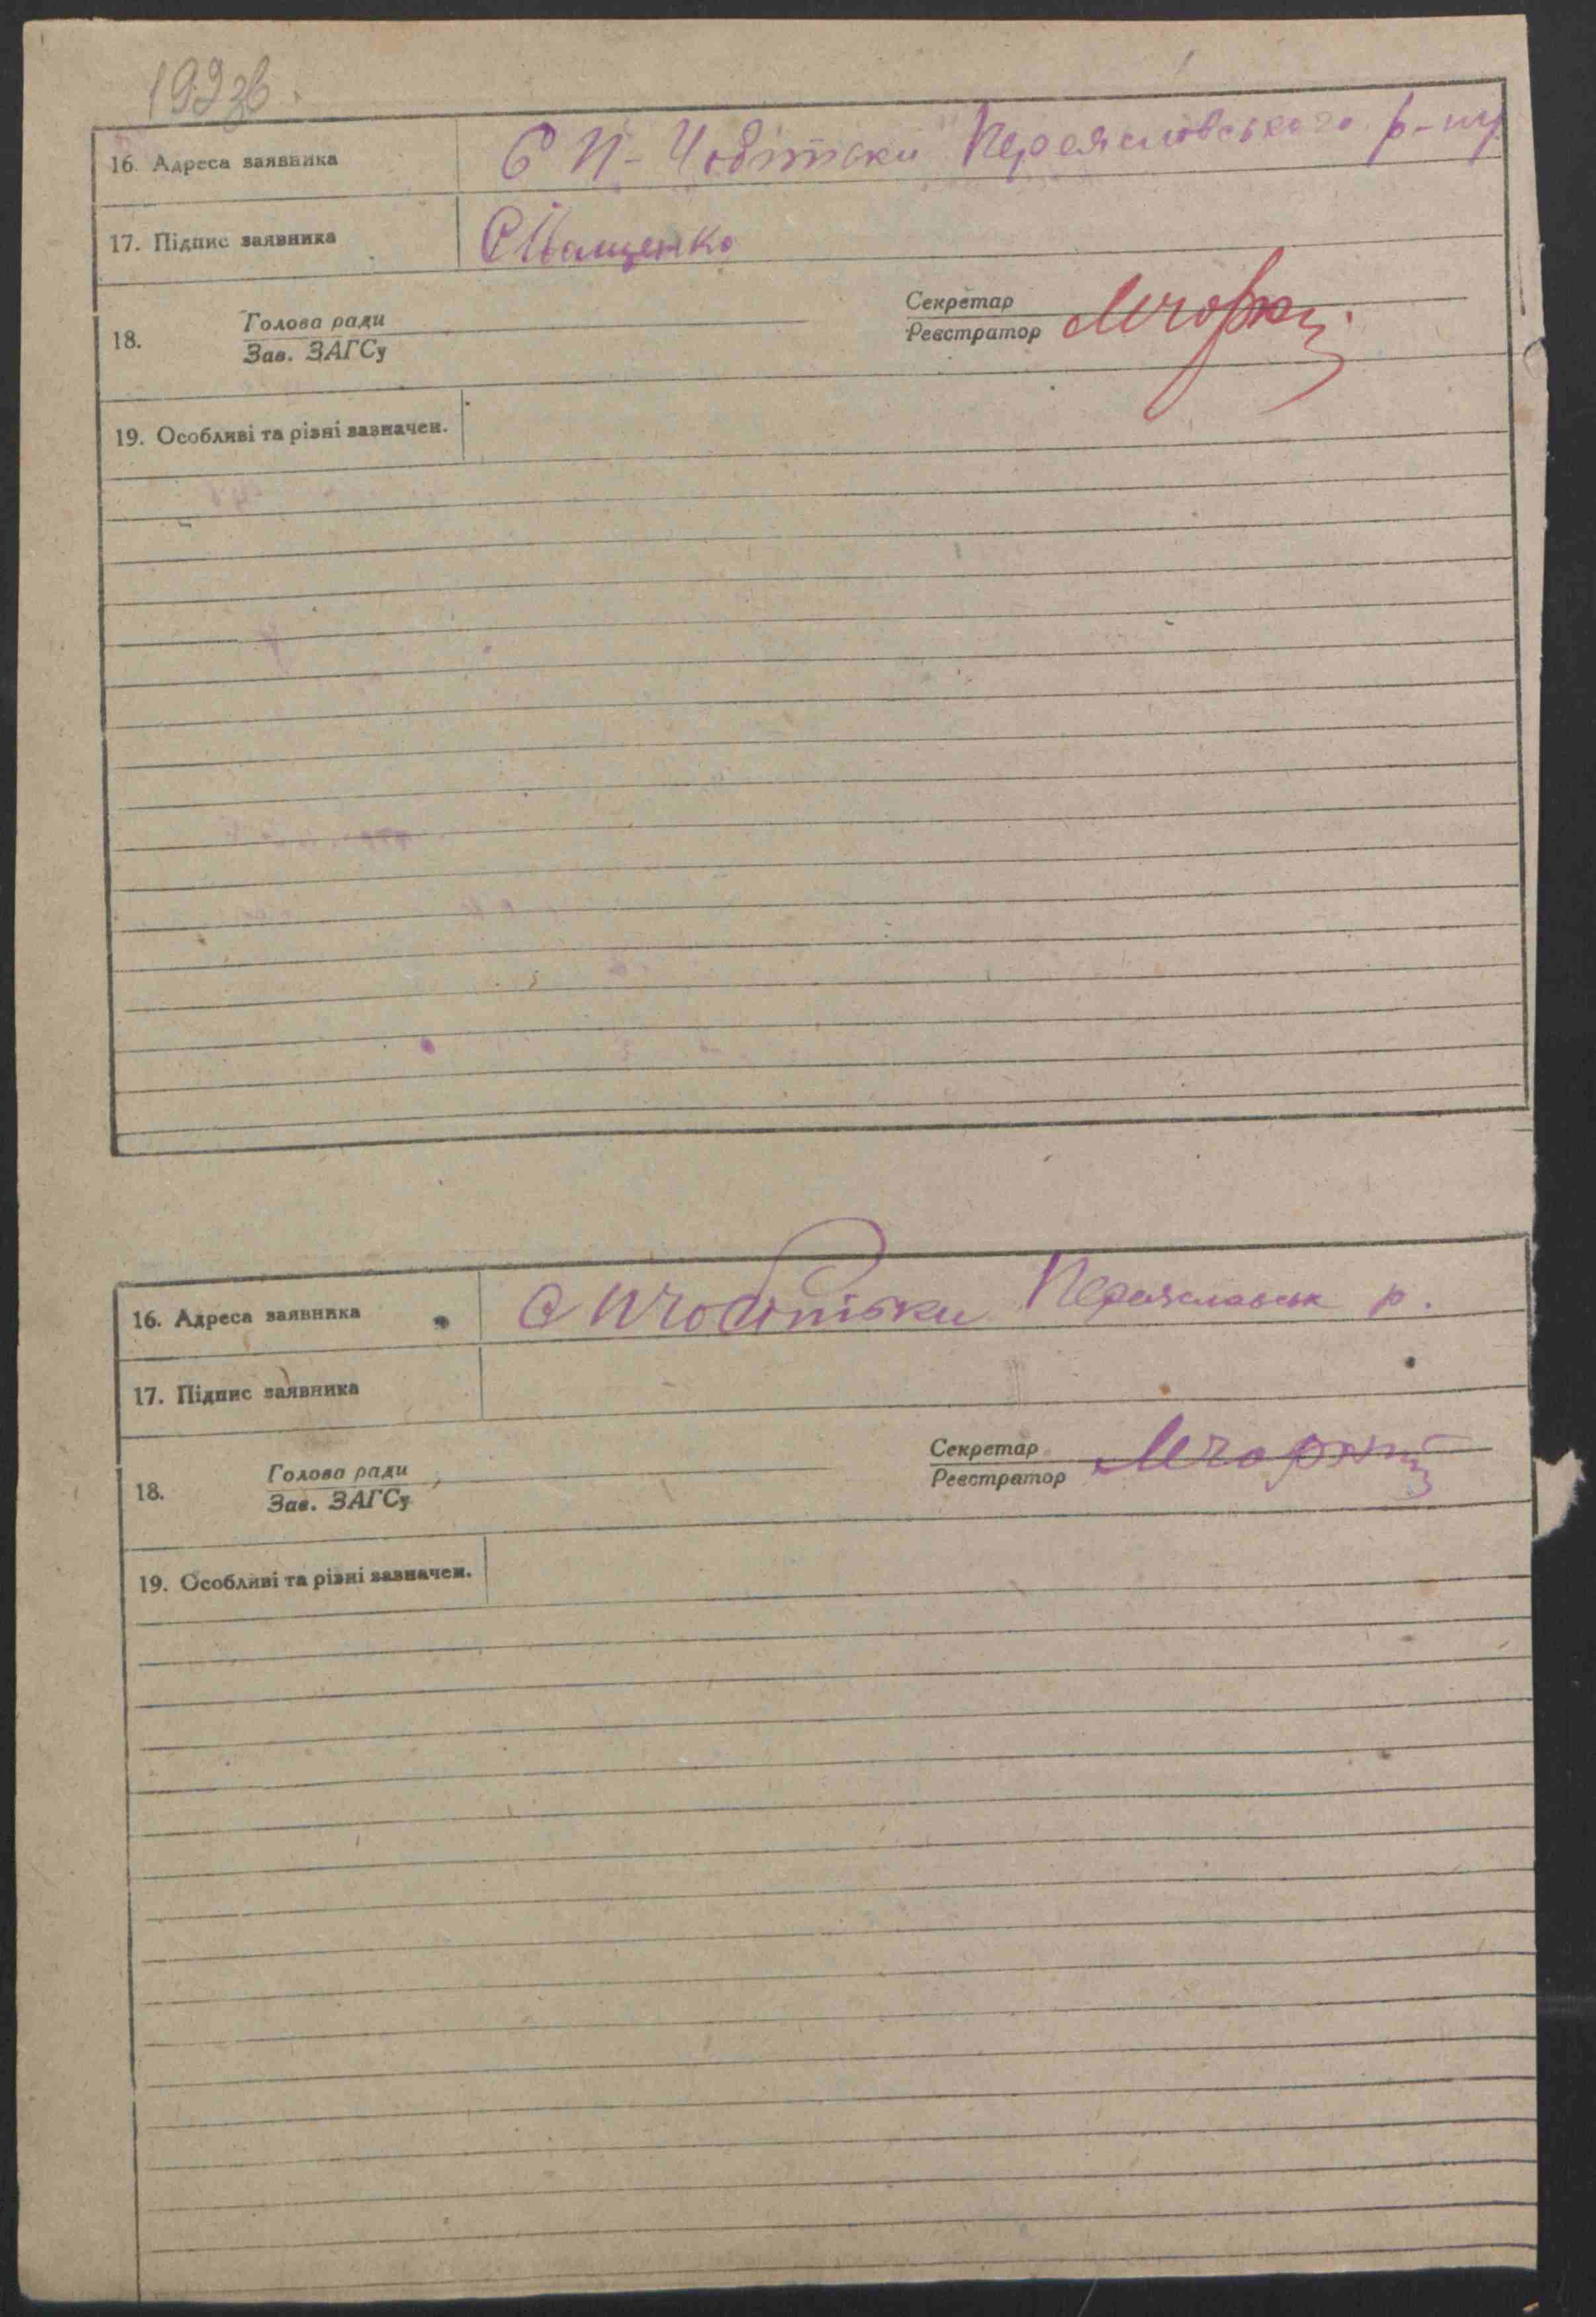 192зв.
16. Адреса заявника С П-Чобітьки Переяславського р-ну
17. Підпис заявника
18. Голова ради Секретар
Зав. ЗАГСу Реєстратор
19. Особливі та різні зазначен.
16. Адреса заявника С Переяславськ р.
17. Підпис заявника
18. Голова ради Секретар
Зав. ЗАГСу Реєстратор
19. Особливі та різні зазначен.